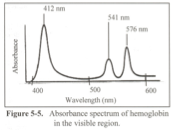 412 nm
541 nm
576 nm
Absorbance
400
500
600
Wavelength (nm)
Figure 5-5. Absorbance spectrum of hemoglobin
in the visible region.